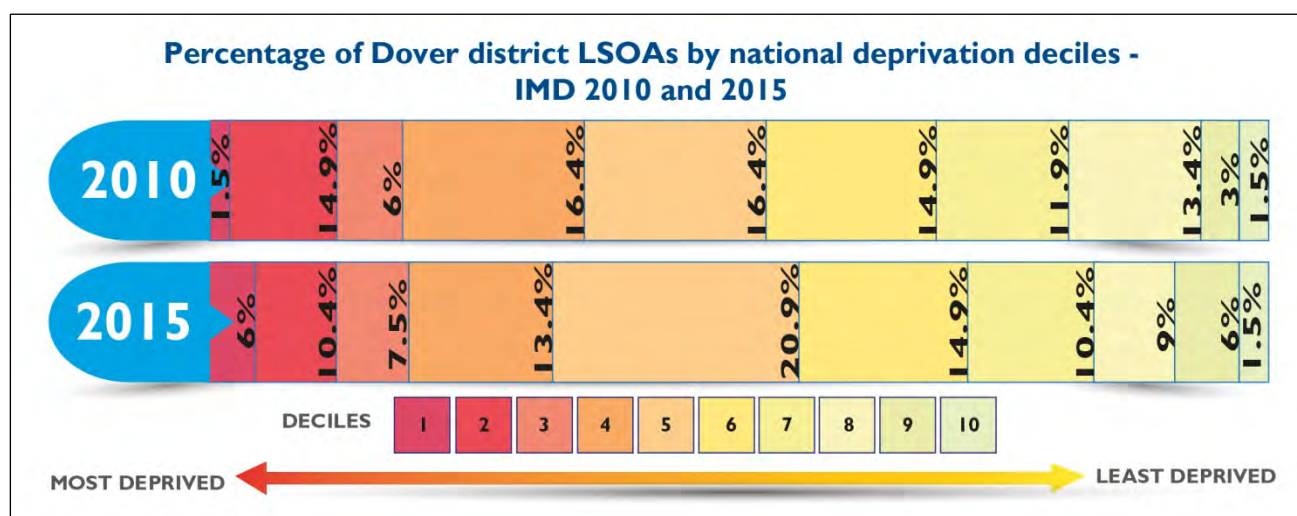 Percentage of Dover district LSOAs by national deprivation deciles -
IMD 2010 and 2015
2010 1.5% 14.9% 6% 16.4% 16.4% 14.9% 11.9% 13.4% 3% 1.5%
2015 6% 10.4% 7.5% 13.4% 20.9% 14.9% 10.4% 9% 6% 1.5%
DECILES 1 2 3 4 5 6 7 8 9 10
MOST DEPRIVED LEAST DEPRIVED